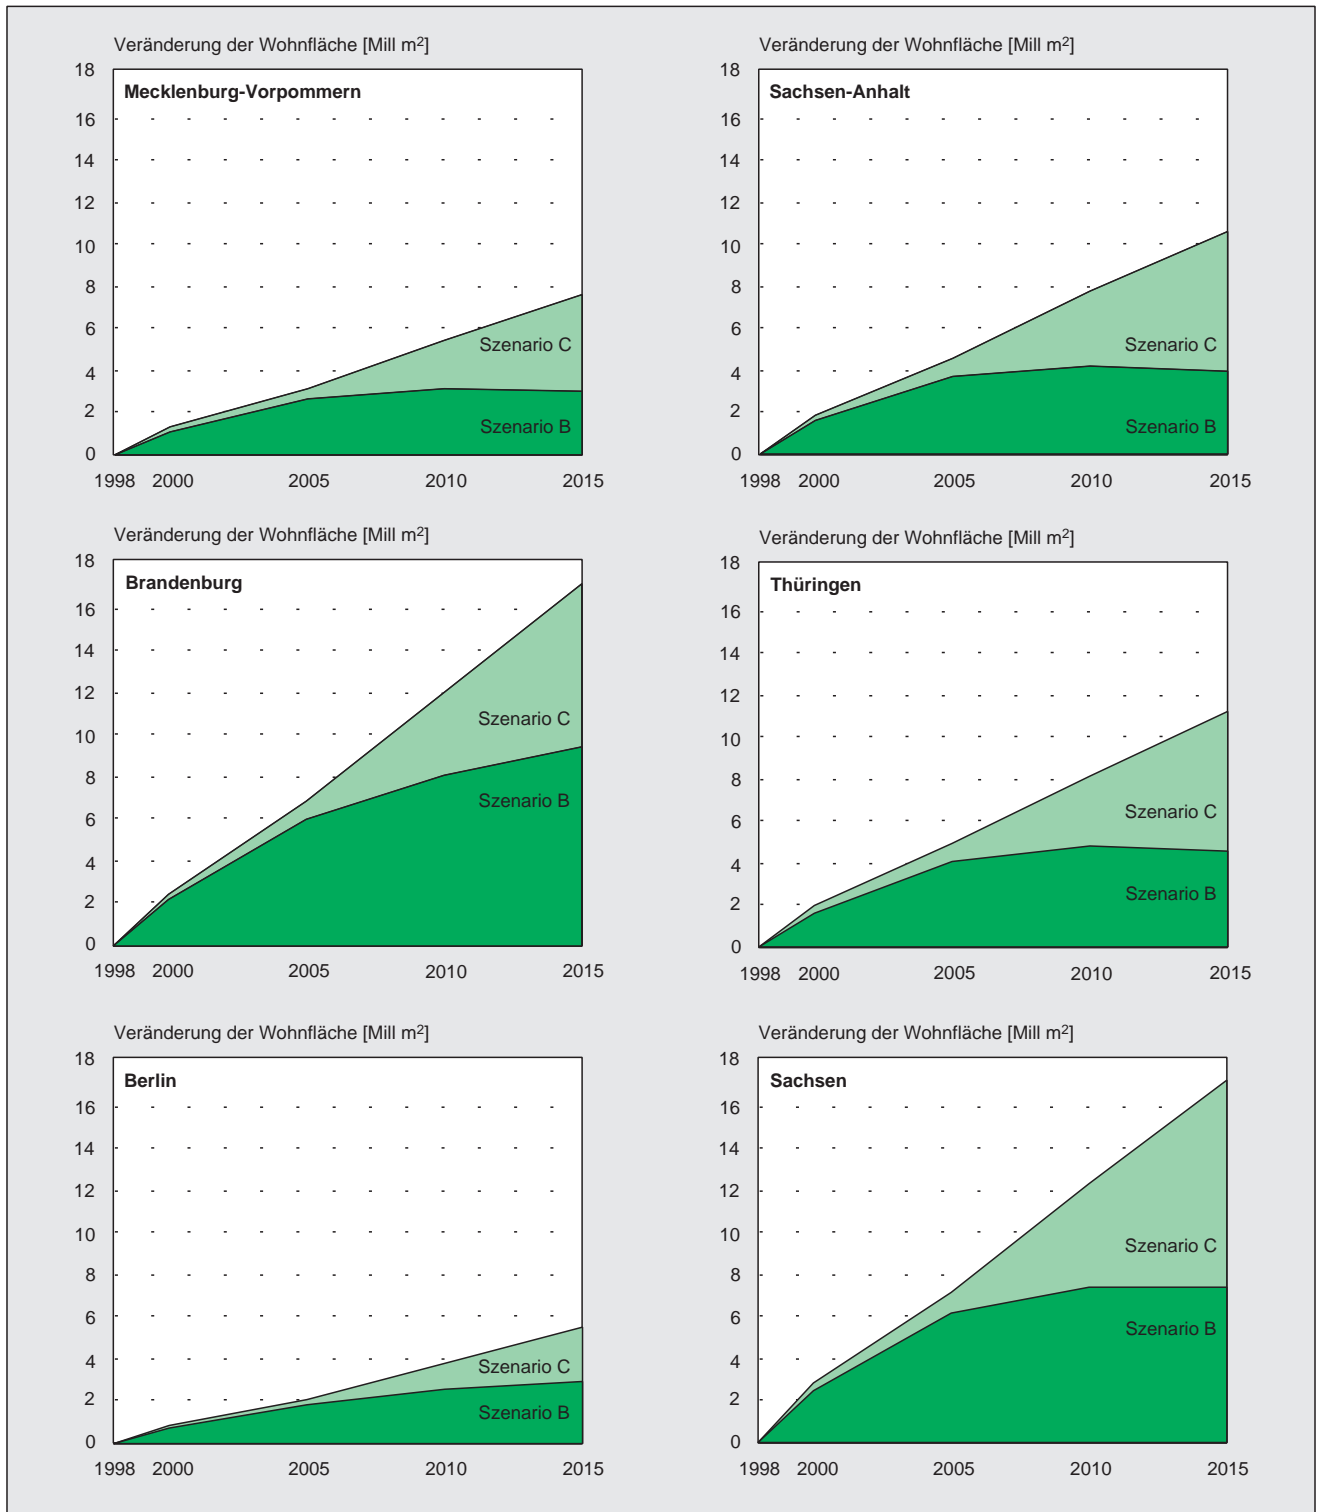 Veränderung der Wohnfläche [Mill m²]
18
Mecklenburg-Vorpommern
16
14
12
10
8
6
Szenario C
4
2
Szenario B
0
1998 2000 2005 2010 2015
Veränderung der Wohnfläche [Mill m²]
18
Sachsen-Anhalt
16
14
12
10
8
6
Szenario C
4
2
Szenario B
0
1998 2000 2005 2010 2015
Veränderung der Wohnfläche [Mill m²]
18
Brandenburg
16
14
12
10
Szenario C
8
Szenario B
6
4
2
0
1998 2000 2005 2010 2015
Veränderung der Wohnfläche [Mill m²]
18
Thüringen
16
14
12
10
8
6
Szenario C
4
Szenario B
2
0
1998 2000 2005 2010 2015
Veränderung der Wohnfläche [Mill m²]
18
Berlin
16
14
12
10
8
6
4
Szenario C
2
Szenario B
0
1998 2000 2005 2010 2015
Veränderung der Wohnfläche [Mill m²]
18
Sachsen
16
14
12
10
Szenario C
8
6
Szenario B
4
2
0
1998 2000 2005 2010 2015